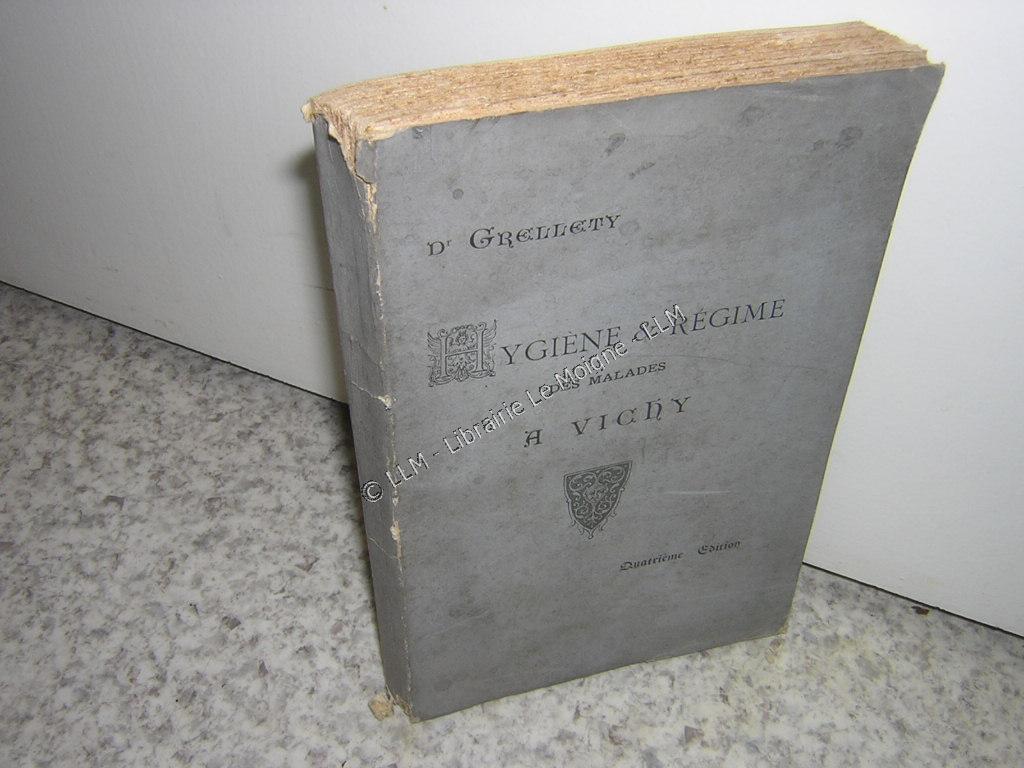 Dr GRELLETY
HYGIÈNE & RÉGIME
DES MALADES
A VICHY
Quatrième Edition
© LLM - Librairie Le Moigne - LLM